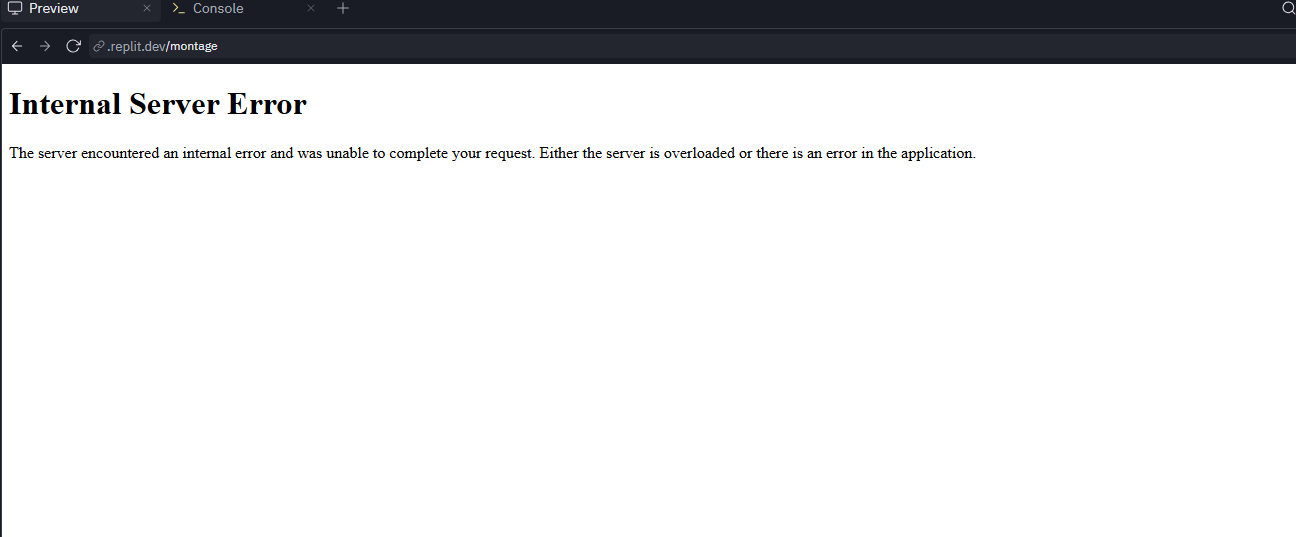 Preview Console
.replit.dev/montage
Internal Server Error
The server encountered an internal error and was unable to complete your request. Either the server is overloaded or there is an error in the application.